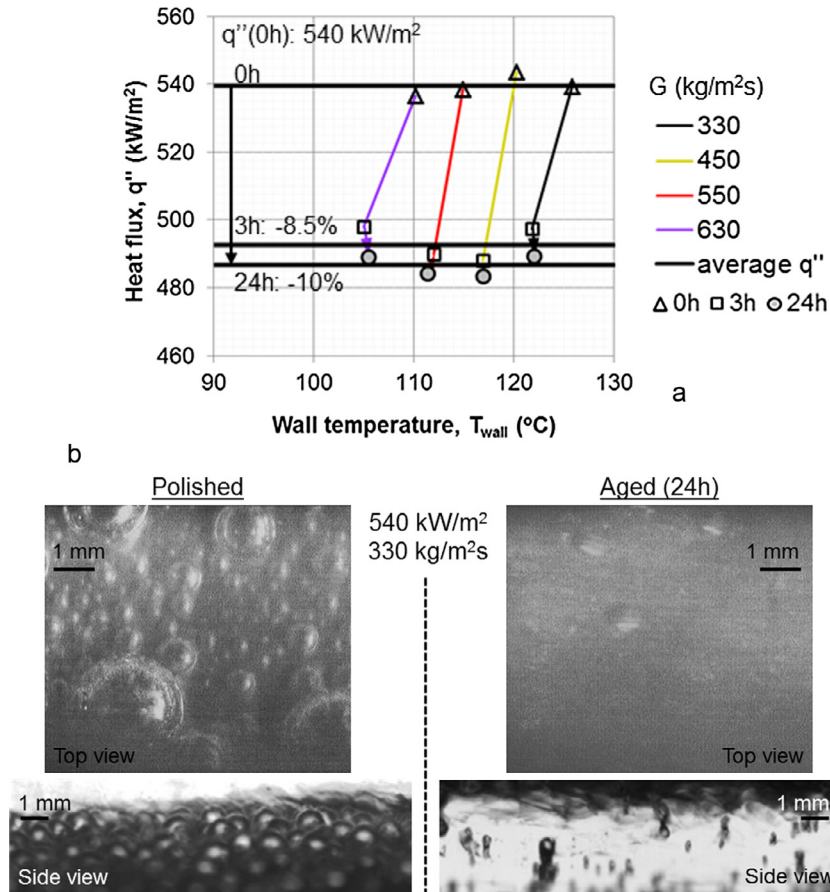 560
540
520
500
480
460
Heat flux, q'' (kW/m²)
q''(0h): 540 kW/m²
0h
3h: -8.5%
24h: -10%
90 100 110 120 130
Wall temperature, T_wall (°C)
G (kg/m²s)
330
450
550
630
average q''
0h 3h 24h
a
b
Polished
540 kW/m²
330 kg/m²s
Aged (24h)
1 mm
Top view
1 mm
Top view
1 mm
Side view
1 mm
Side view